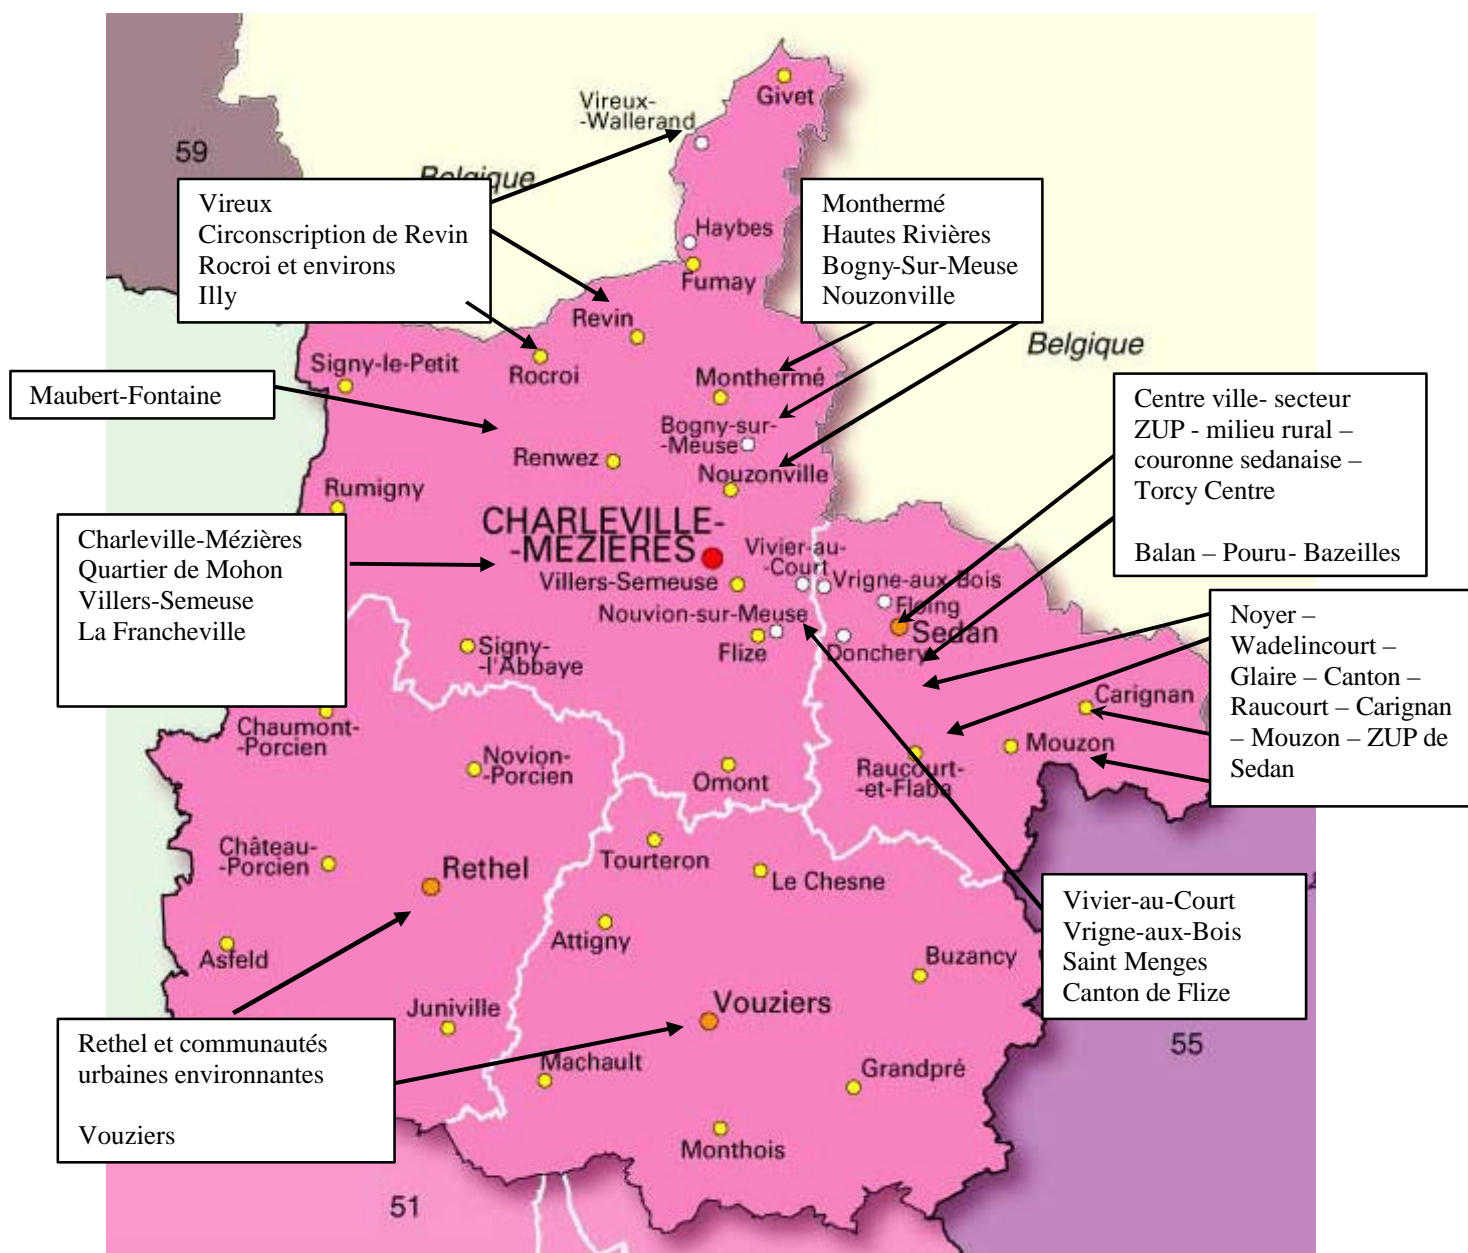 Givet
Vireux-
-Wallerand
59
Belgique
Vireux
Circonscription de Revin
Rocroi et environs
Illy
Monthermé
Hautes Rivières
Bogny-Sur-Meuse
Nouzonville
Haybes
Fumay
Revin
Belgique
Signy-le-Petit
Rocroi
Monthermé
Maubert-Fontaine
Centre ville- secteur
ZUP - milieu rural –
couronne sedanaise –
Torcy Centre
Balan – Pouru- Bazeilles
Bogny-sur-
-Meuse
Renwez
Nouzonville
Rumigny
CHARLEVILLE-
-MEZIERES
Charleville-Mézières
Quartier de Mohon
Villers-Semeuse
La Francheville
Vivier-au-
-Court
Villers-Semeuse
Vrigne-aux-Bois
Floing
Nouvion-sur-Meuse
Sedan
Noyer –
Wadelincourt –
Glaire – Canton –
Raucourt – Carignan
– Mouzon – ZUP de
Sedan
Signy-
-l'Abbaye
Flize
Donchery
Carignan
Chaumont-
-Porcien
Mouzon
Novion-
-Porcien
Omont
Raucourt-
-et-Flaba
Château-
-Porcien
Rethel
Tourteron
Le Chesne
Vivier-au-Court
Vrigne-aux-Bois
Saint Menges
Canton de Flize
Attigny
Asfeld
Buzancy
Juniville
Vouziers
Rethel et communautés
urbaines environnantes
Vouziers
55
Machault
Grandpré
Monthois
51